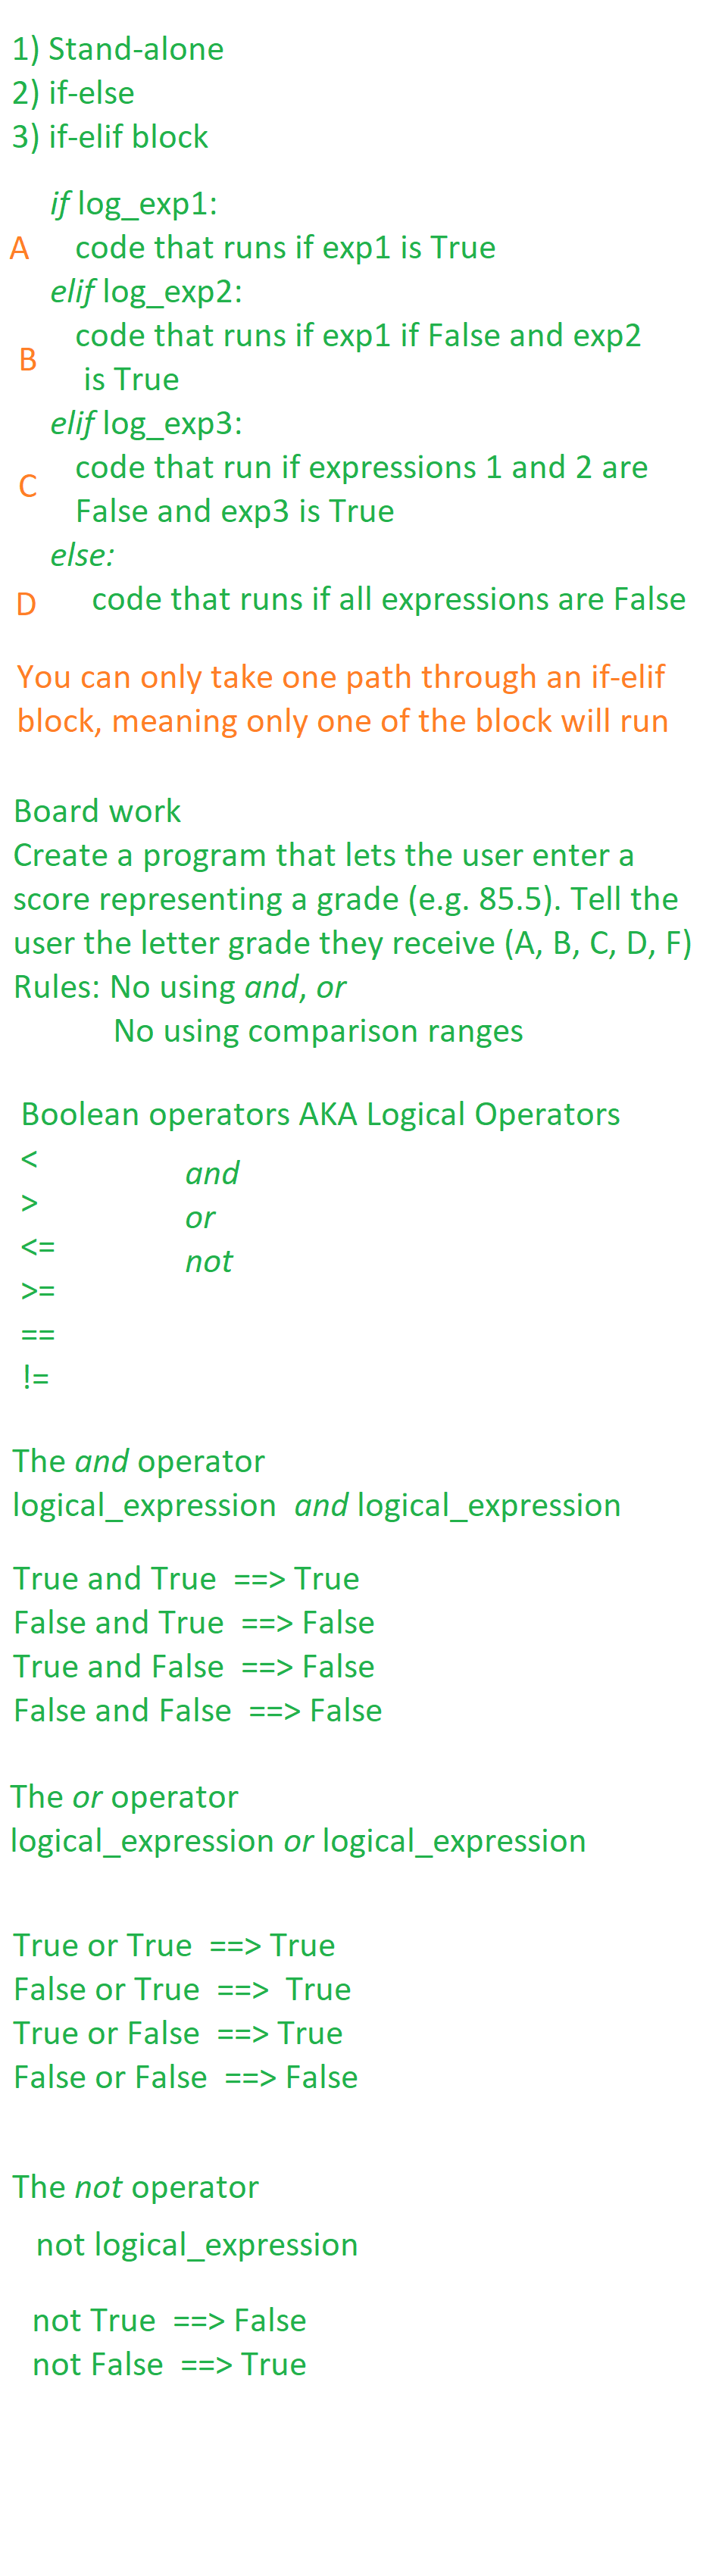 1) Stand-alone
2) if-else
3) if-elif block
if log_exp1:
A code that runs if exp1 is True
elif log_exp2:
code that runs if exp1 if False and exp2
B
is True
elif log_exp3:
code that run if expressions 1 and 2 are
C
False and exp3 is True
else:
D code that runs if all expressions are False
You can only take one path through an if-elif
block, meaning only one of the block will run
Board work
Create a program that lets the user enter a
score representing a grade (e.g. 85.5). Tell the
user the letter grade they receive (A, B, C, D, F)
Rules: No using and, or
No using comparison ranges
Boolean operators AKA Logical Operators
<
>
<=
>=
==
!=
and
or
not
The and operator
logical_expression and logical_expression
True and True ==> True
False and True ==> False
True and False ==> False
False and False ==> False
The or operator
logical_expression or logical_expression
True or True ==> True
False or True ==> True
True or False ==> True
False or False ==> False
The not operator
not logical_expression
not True ==> False
not False ==> True